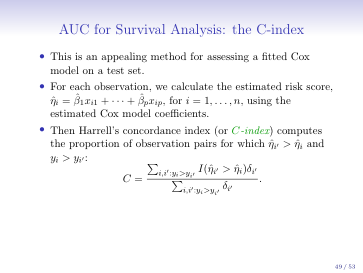 AUC for Survival Analysis: the C-index
• This is an appealing method for assessing a fitted Cox
model on a test set.
• For each observation, we calculate the estimated risk score,
η̂ᵢ = β̂₁xᵢ₁ + ··· + β̂ₚxᵢₚ, for i = 1, . . . , n, using the
estimated Cox model coefficients.
• Then Harrell's concordance index (or C-index) computes
the proportion of observation pairs for which η̂ᵢ′ > η̂ᵢ and
yᵢ > yᵢ′:
C = ∑_{i,i′:yᵢ>yᵢ′} I(η̂ᵢ′ > η̂ᵢ)δᵢ′ / ∑_{i,i′:yᵢ>yᵢ′} δᵢ′ .
49 / 53